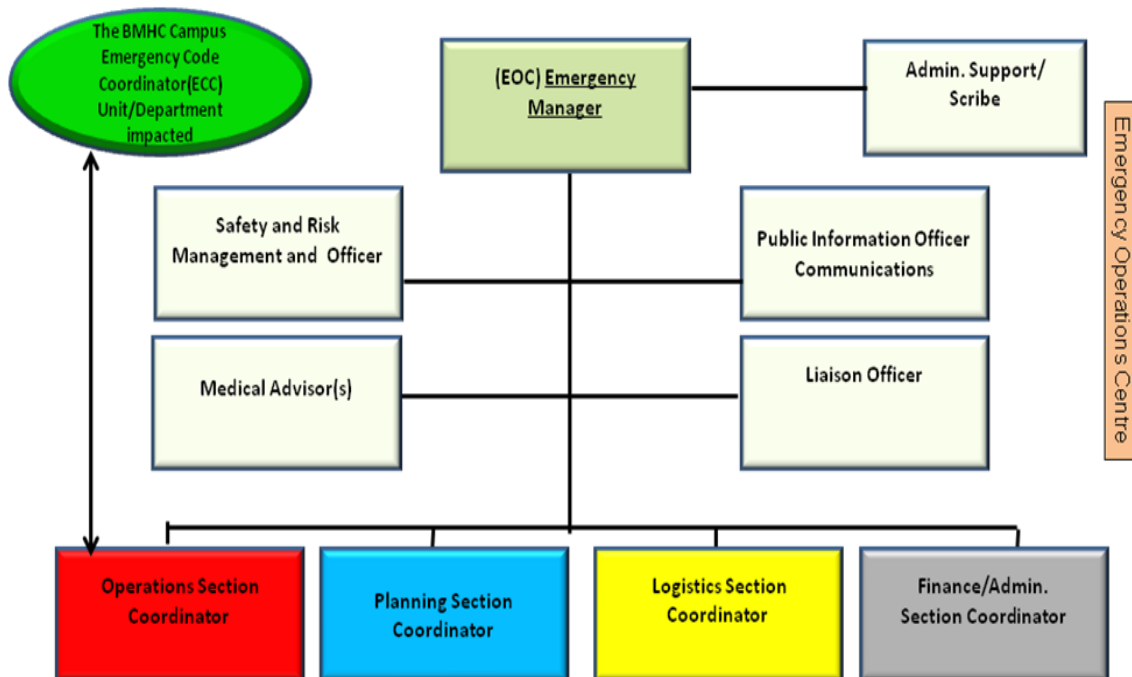 The BMHC Campus
Emergency Code
Coordinator(ECC)
Unit/Department
impacted
(EOC) Emergency
Manager
Admin. Support/
Scribe
Emergency Operations Centre
Safety and Risk
Management and Officer
Public Information Officer
Communications
Medical Advisor(s)
Liaison Officer
Operations Section
Coordinator
Planning Section
Coordinator
Logistics Section
Coordinator
Finance/Admin.
Section Coordinator